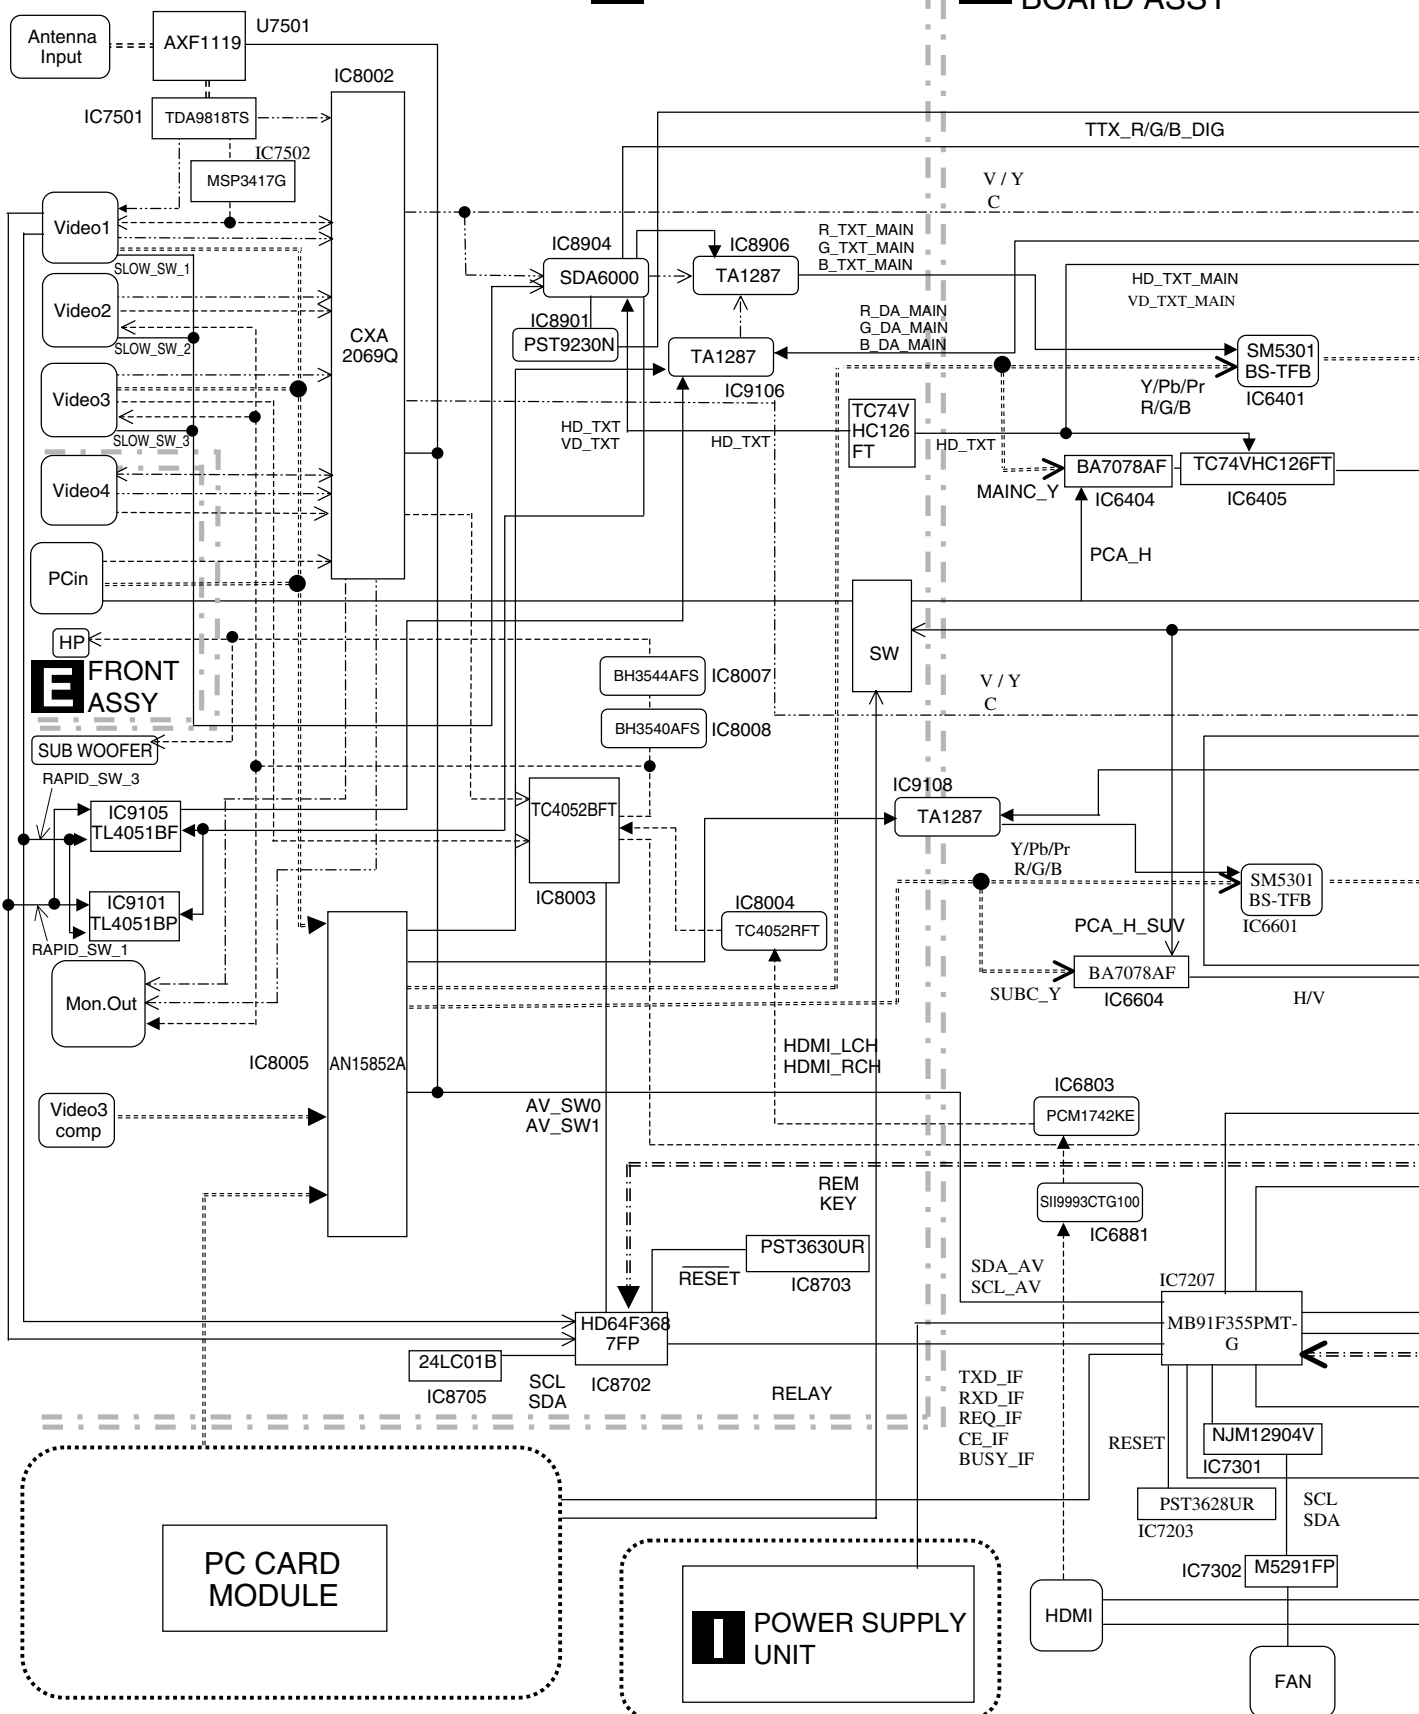 BOARD ASSY
Antenna
Input
AXF1119
U7501
IC8002
IC7501
TDA9818TS
TTX_R/G/B_DIG
IC7502
MSP3417G
V / Y
C
Video1
R_TXT_MAIN
G_TXT_MAIN
B_TXT_MAIN
IC8904
IC8906
SDA6000
TA1287
SLOW_SW_1
HD_TXT_MAIN
VD_TXT_MAIN
Video2
CXA
2069Q
IC8901
PST9230N
R_DA_MAIN
G_DA_MAIN
B_DA_MAIN
TA1287
IC9106
SM5301
BS-TFB
IC6401
SLOW_SW_2
Y/Pb/Pr
R/G/B
Video3
TC74V
HC126
FT
HD_TXT
VD_TXT
HD_TXT
HD_TXT
SLOW_SW_3
BA7078AF
TC74VHC126FT
Video4
MAINC_Y
IC6404
IC6405
PCin
PCA_H
HP
E FRONT
ASSY
SW
BH3544AFS
IC8007
V / Y
C
BH3540AFS
IC8008
SUB WOOFER
RAPID_SW_3
IC9105
TL4051BF
TC4052BFT
IC9108
TA1287
Y/Pb/Pr
R/G/B
IC9101
TL4051BP
IC8003
SM5301
BS-TFB
IC6601
IC8004
TC4052RFT
RAPID_SW_1
PCA_H_SUV
Mon.Out
BA7078AF
SUBC_Y
IC6604
H/V
IC8005
AN15852A
HDMI_LCH
HDMI_RCH
IC6803
Video3
comp
AV_SW0
AV_SW1
PCM1742KE
REM
KEY
SII9993CTG100
IC6881
PST3630UR
RESET
IC8703
SDA_AV
SCL_AV
IC7207
HD64F368
7FP
MB91F355PMT-
G
24LC01B
IC8705
SCL
SDA
IC8702
RELAY
TXD_IF
RXD_IF
REQ_IF
CE_IF
BUSY_IF
RESET
NJM12904V
IC7301
PST3628UR
IC7203
SCL
SDA
PC CARD
MODULE
IC7302
M5291FP
I POWER SUPPLY
UNIT
HDMI
FAN